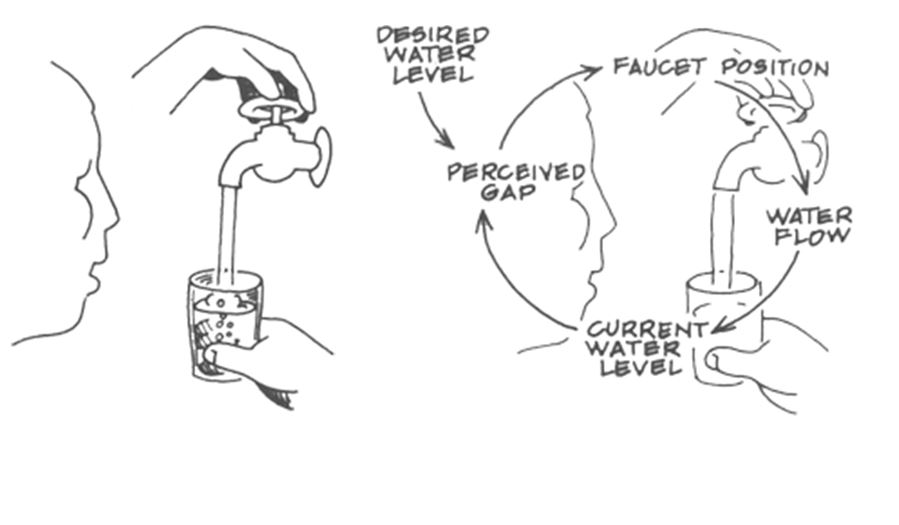 DESIRED
WATER
LEVEL
FAUCET POSITION
PERCEIVED
GAP
WATER
FLOW
CURRENT
WATER
LEVEL